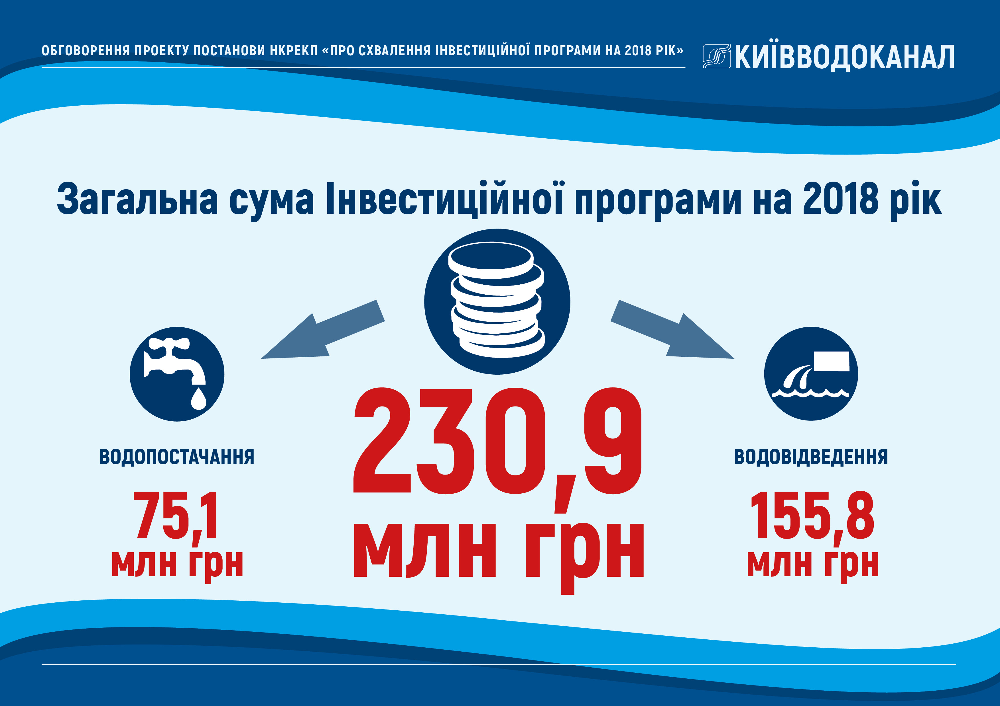 ОБГОВОРЕННЯ ПРОЕКТУ ПОСТАНОВИ НКРЕКП «ПРО СХВАЛЕННЯ ІНВЕСТИЦІЙНОЇ ПРОГРАМИ НА 2018 РІК»
КИЇВВОДОКАНАЛ
Загальна сума Інвестиційної програми на 2018 рік
ВОДОПОСТАЧАННЯ
75,1
млн грн
230,9
млн грн
ВОДОВІДВЕДЕННЯ
155,8
млн грн